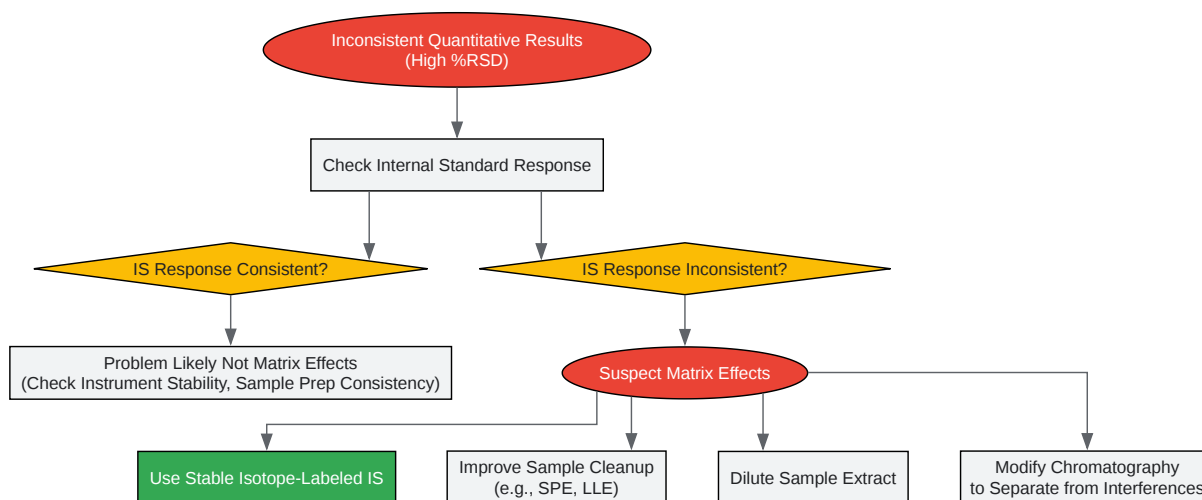 Inconsistent Quantitative Results
(High %RSD)
Check Internal Standard Response
IS Response Consistent?
IS Response Inconsistent?
Problem Likely Not Matrix Effects
(Check Instrument Stability, Sample Prep Consistency)
Suspect Matrix Effects
Use Stable Isotope-Labeled IS
Improve Sample Cleanup
(e.g., SPE, LLE)
Dilute Sample Extract
Modify Chromatography
to Separate from Interferences